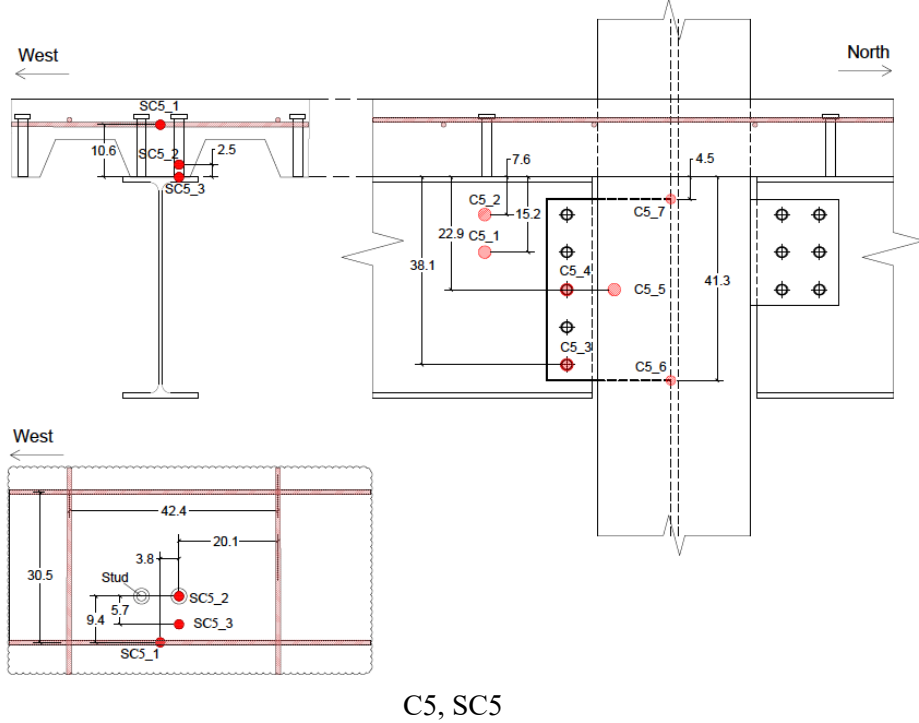 West
North
SC5_1
SC5_2
2.5
10.6
SC5_3
7.6
4.5
C5_2
C5_7
15.2
C5_1
22.9
C5_4
38.1
41.3
C5_5
C5_3
C5_6
West
42.4
20.1
3.8
30.5
Stud
SC5_2
5.7
9.4
SC5_3
SC5_1
C5, SC5